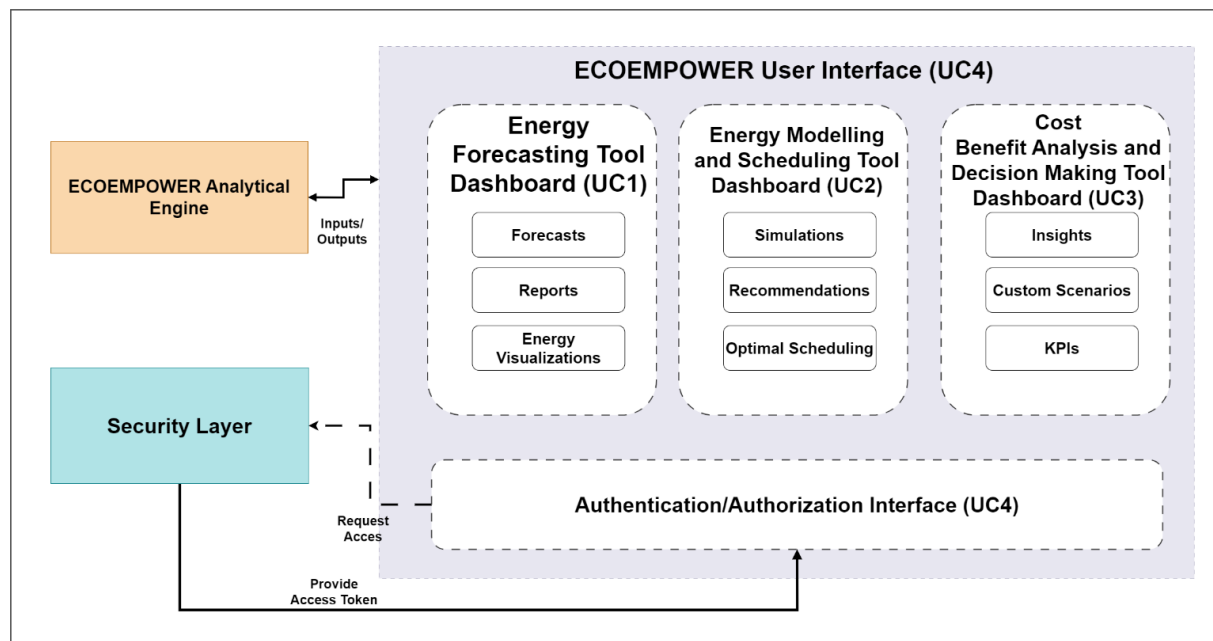 ECOEMPOWER User Interface (UC4)
ECOEMPOWER Analytical
Engine
Inputs/
Outputs
Energy
Forecasting Tool
Dashboard (UC1)
Forecasts
Reports
Energy
Visualizations
Energy Modelling
and Scheduling Tool
Dashboard (UC2)
Simulations
Recommendations
Optimal Scheduling
Cost
Benefit Analysis and
Decision Making Tool
Dashboard (UC3)
Insights
Custom Scenarios
KPIs
Security Layer
Request
Acces
Authentication/Authorization Interface (UC4)
Provide
Access Token